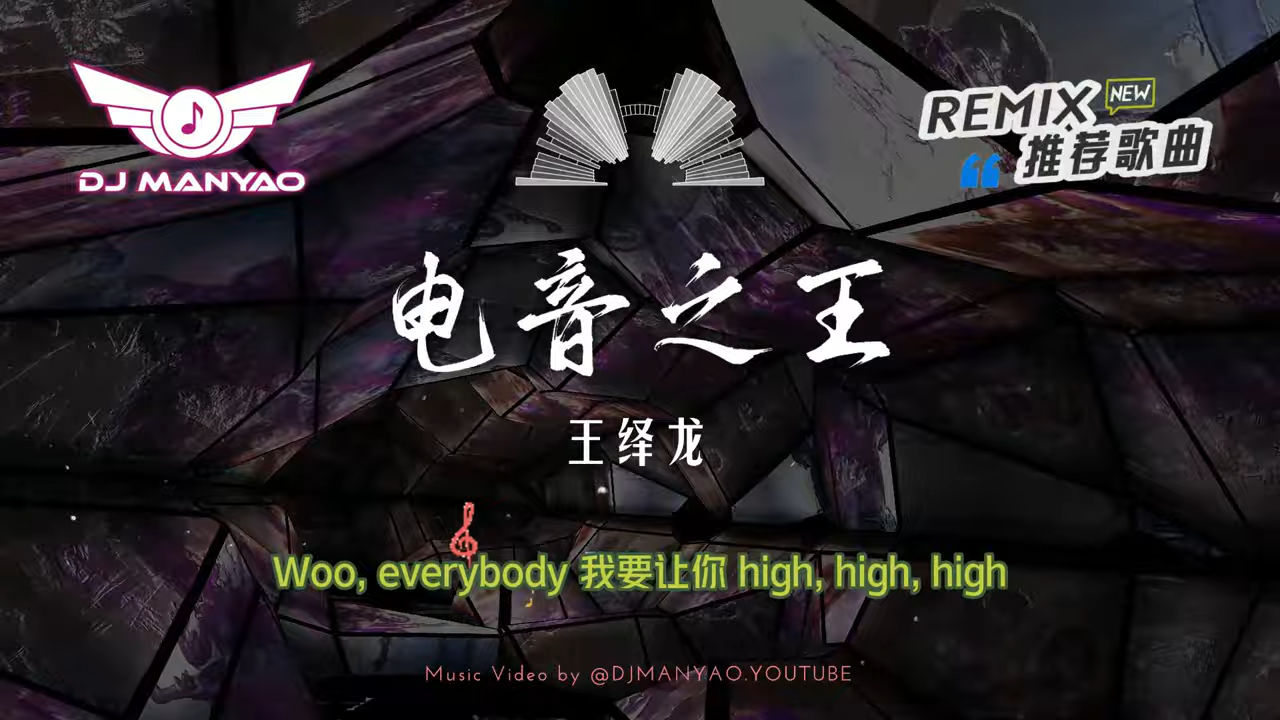 DJ MANYAO
REMIX NEW
推荐歌曲
电音之王
王绎龙
Woo, everybody 我要让你 high, high, high
Music Video by @DJMANYAO.YOUTUBE